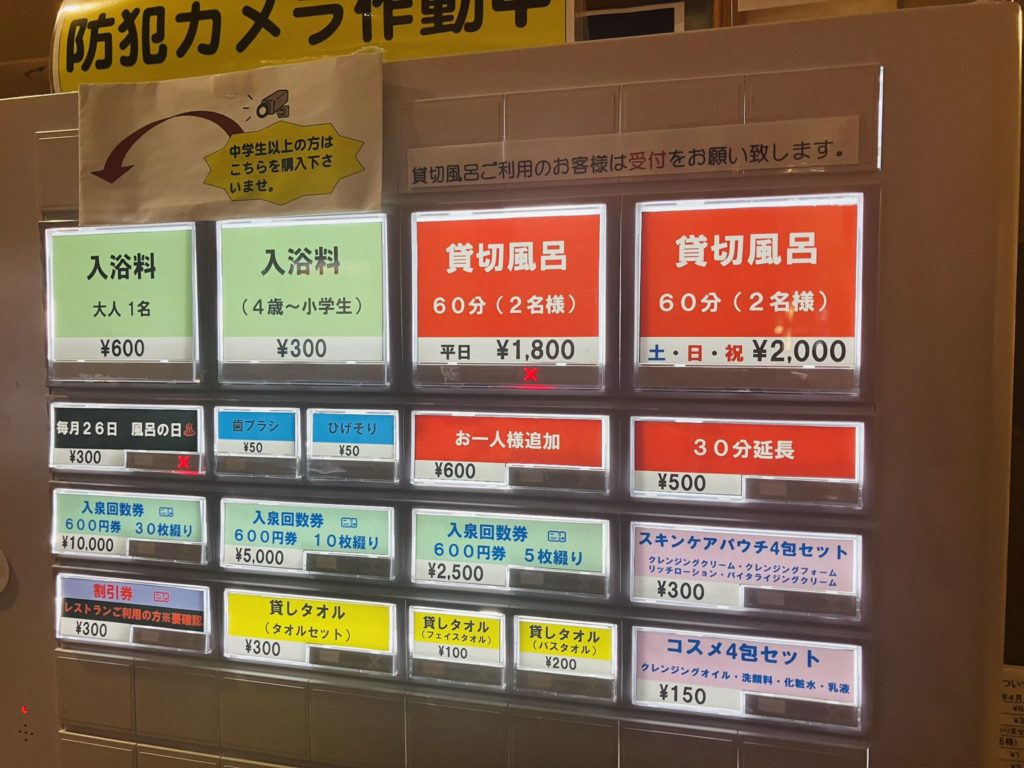 防犯カメラ作動中
中学生以上の方は
こちらを購入下さ
いませ。
貸切風呂ご利用のお客様は受付をお願い致します。
入浴料
大人 1名
¥600
入浴料
（4歳～小学生）
¥300
貸切風呂
６０分（２名様）
平日 ¥1,800
貸切風呂
６０分（２名様）
土・日・祝 ¥2,000
毎月２６日 風呂の日♨
¥300
歯ブラシ
¥50
ひげそり
¥50
お一人様追加
¥600
３０分延長
¥500
入泉回数券
６００円券 ３０枚綴り
¥10,000
入泉回数券
６００円券 １０枚綴り
¥5,000
入泉回数券
６００円券 ５枚綴り
¥2,500
スキンケアパウチ4包セット
クレンジングクリーム・クレンジングフォーム
リッチローション・バイタライジングクリーム
¥300
割引券
レストランご利用の方※要確認
¥300
貸しタオル
（タオルセット）
¥300
貸しタオル
（フェイスタオル）
¥100
貸しタオル
（バスタオル）
¥200
コスメ4包セット
クレンジングオイル・洗顔料・化粧水・乳液
¥150